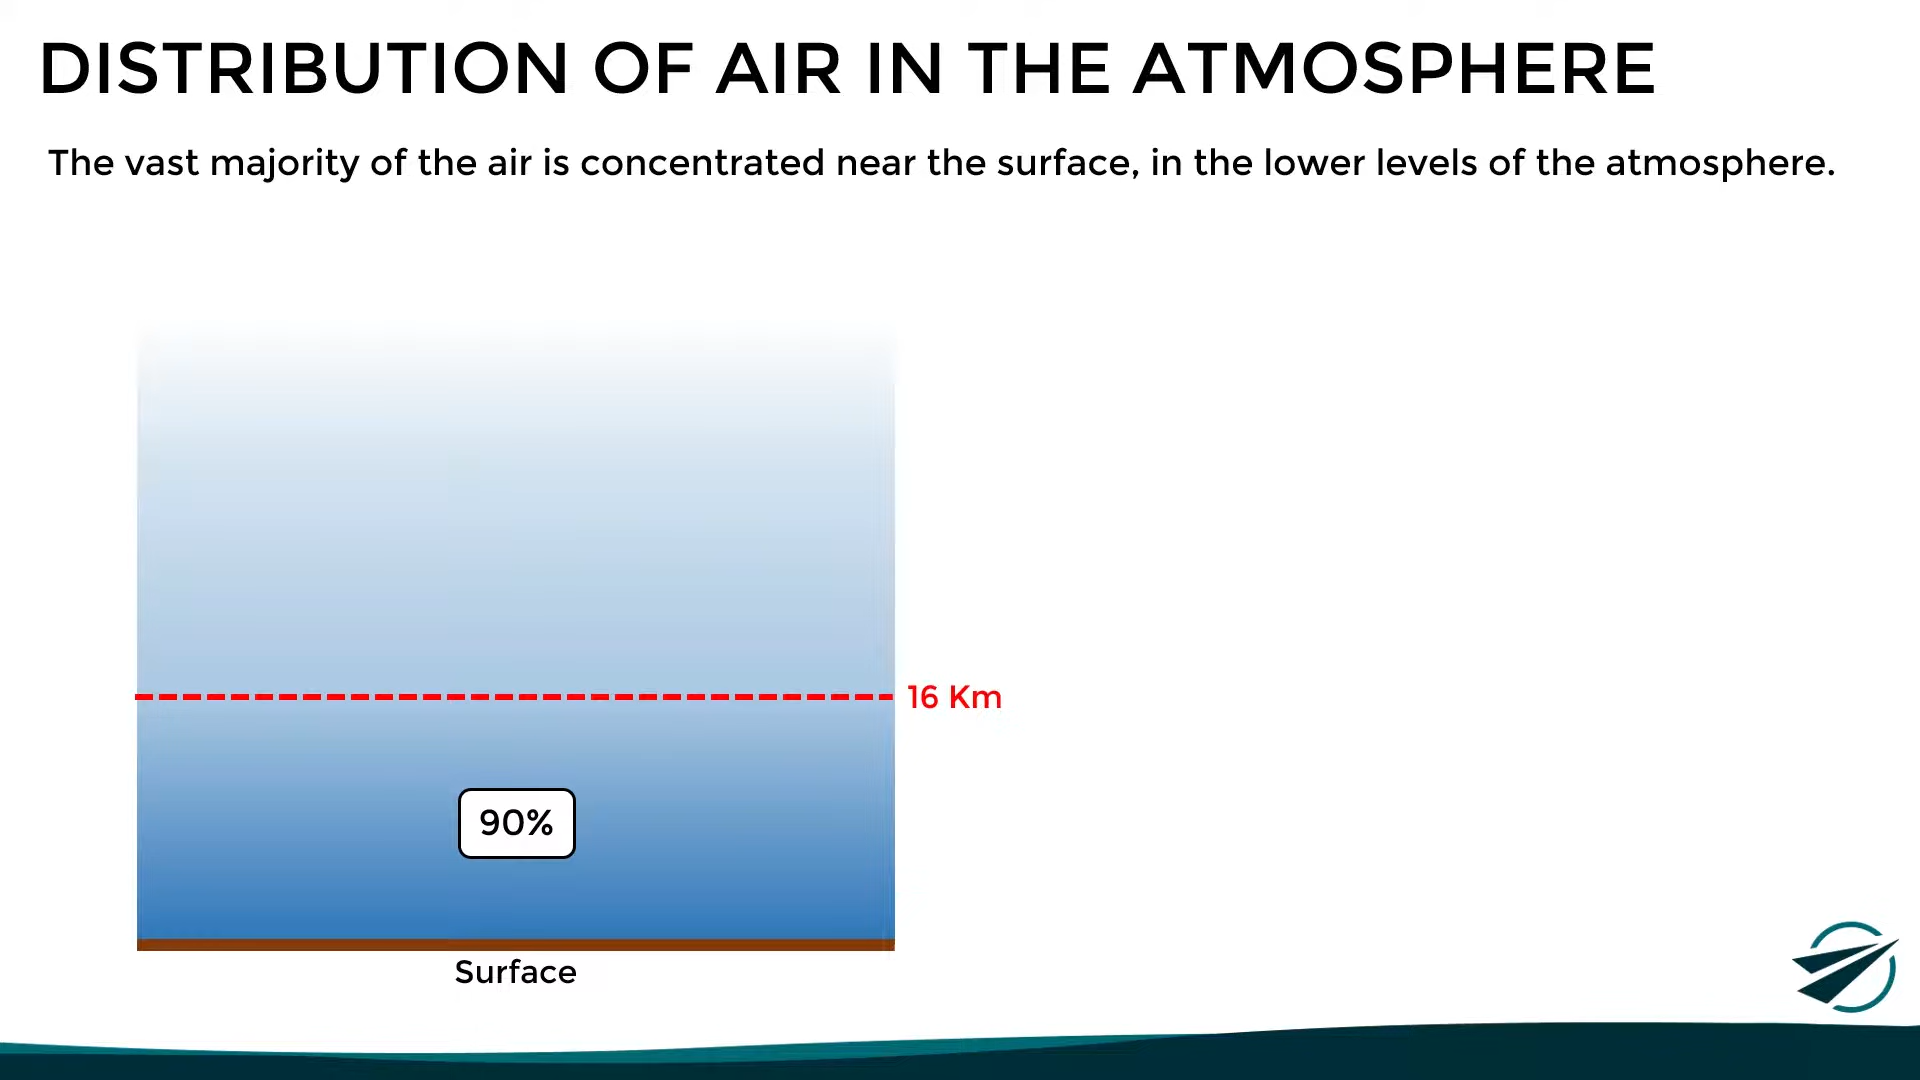 DISTRIBUTION OF AIR IN THE ATMOSPHERE
The vast majority of the air is concentrated near the surface, in the lower levels of the atmosphere.
16 Km
90%
Surface